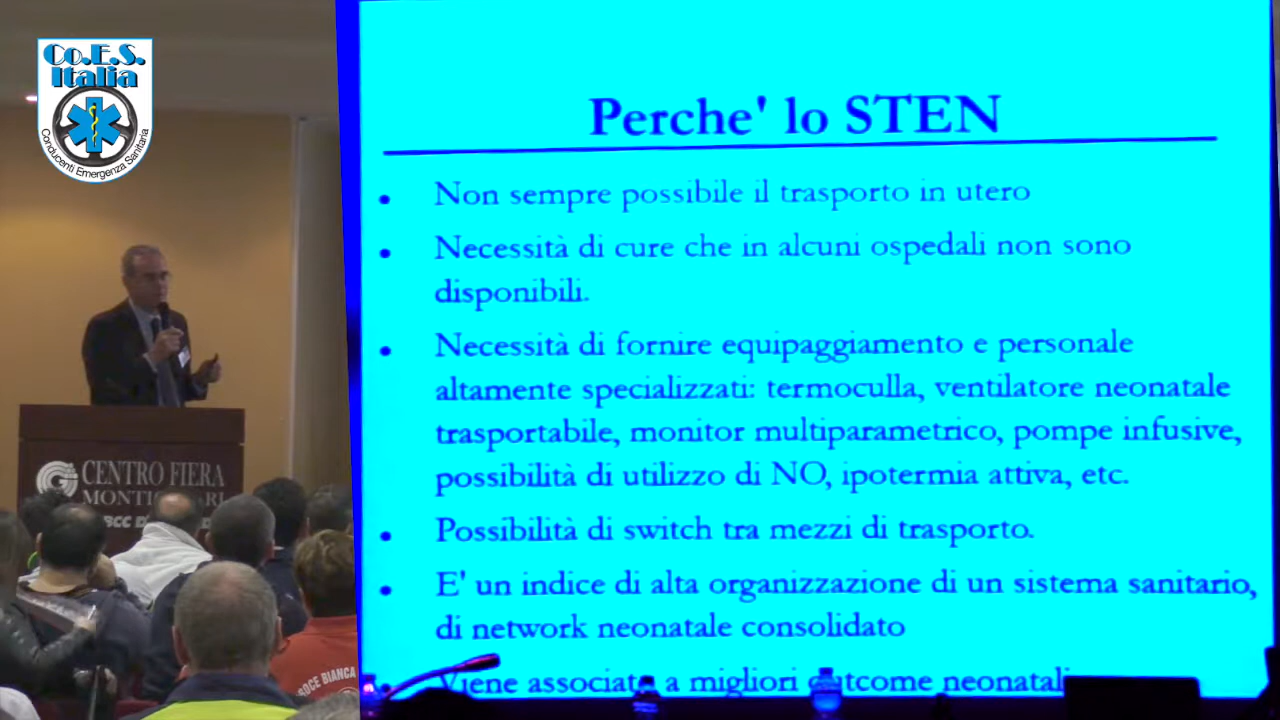 Co.E.S.
Italia
Conducenti Emergenza Sanitaria
Perche' lo STEN
• Non sempre possibile il trasporto in utero
• Necessità di cure che in alcuni ospedali non sono
disponibili.
• Necessità di fornire equipaggiamento e personale
altamente specializzati: termoculla, ventilatore neonatale
trasportabile, monitor multiparametrico, pompe infusive,
possibilità di utilizzo di NO, ipotermia attiva, etc.
• Possibilità di switch tra mezzi di trasporto.
• E' un indice di alta organizzazione di un sistema sanitario,
di network neonatale consolidato
Viene a migliori neonatali
CENTRO FIERA
BCC
BIANCA